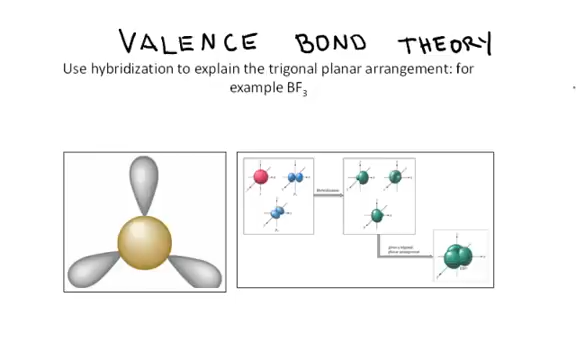 VALENCE BOND THEORY
Use hybridization to explain the trigonal planar arrangement: for
example BF₃